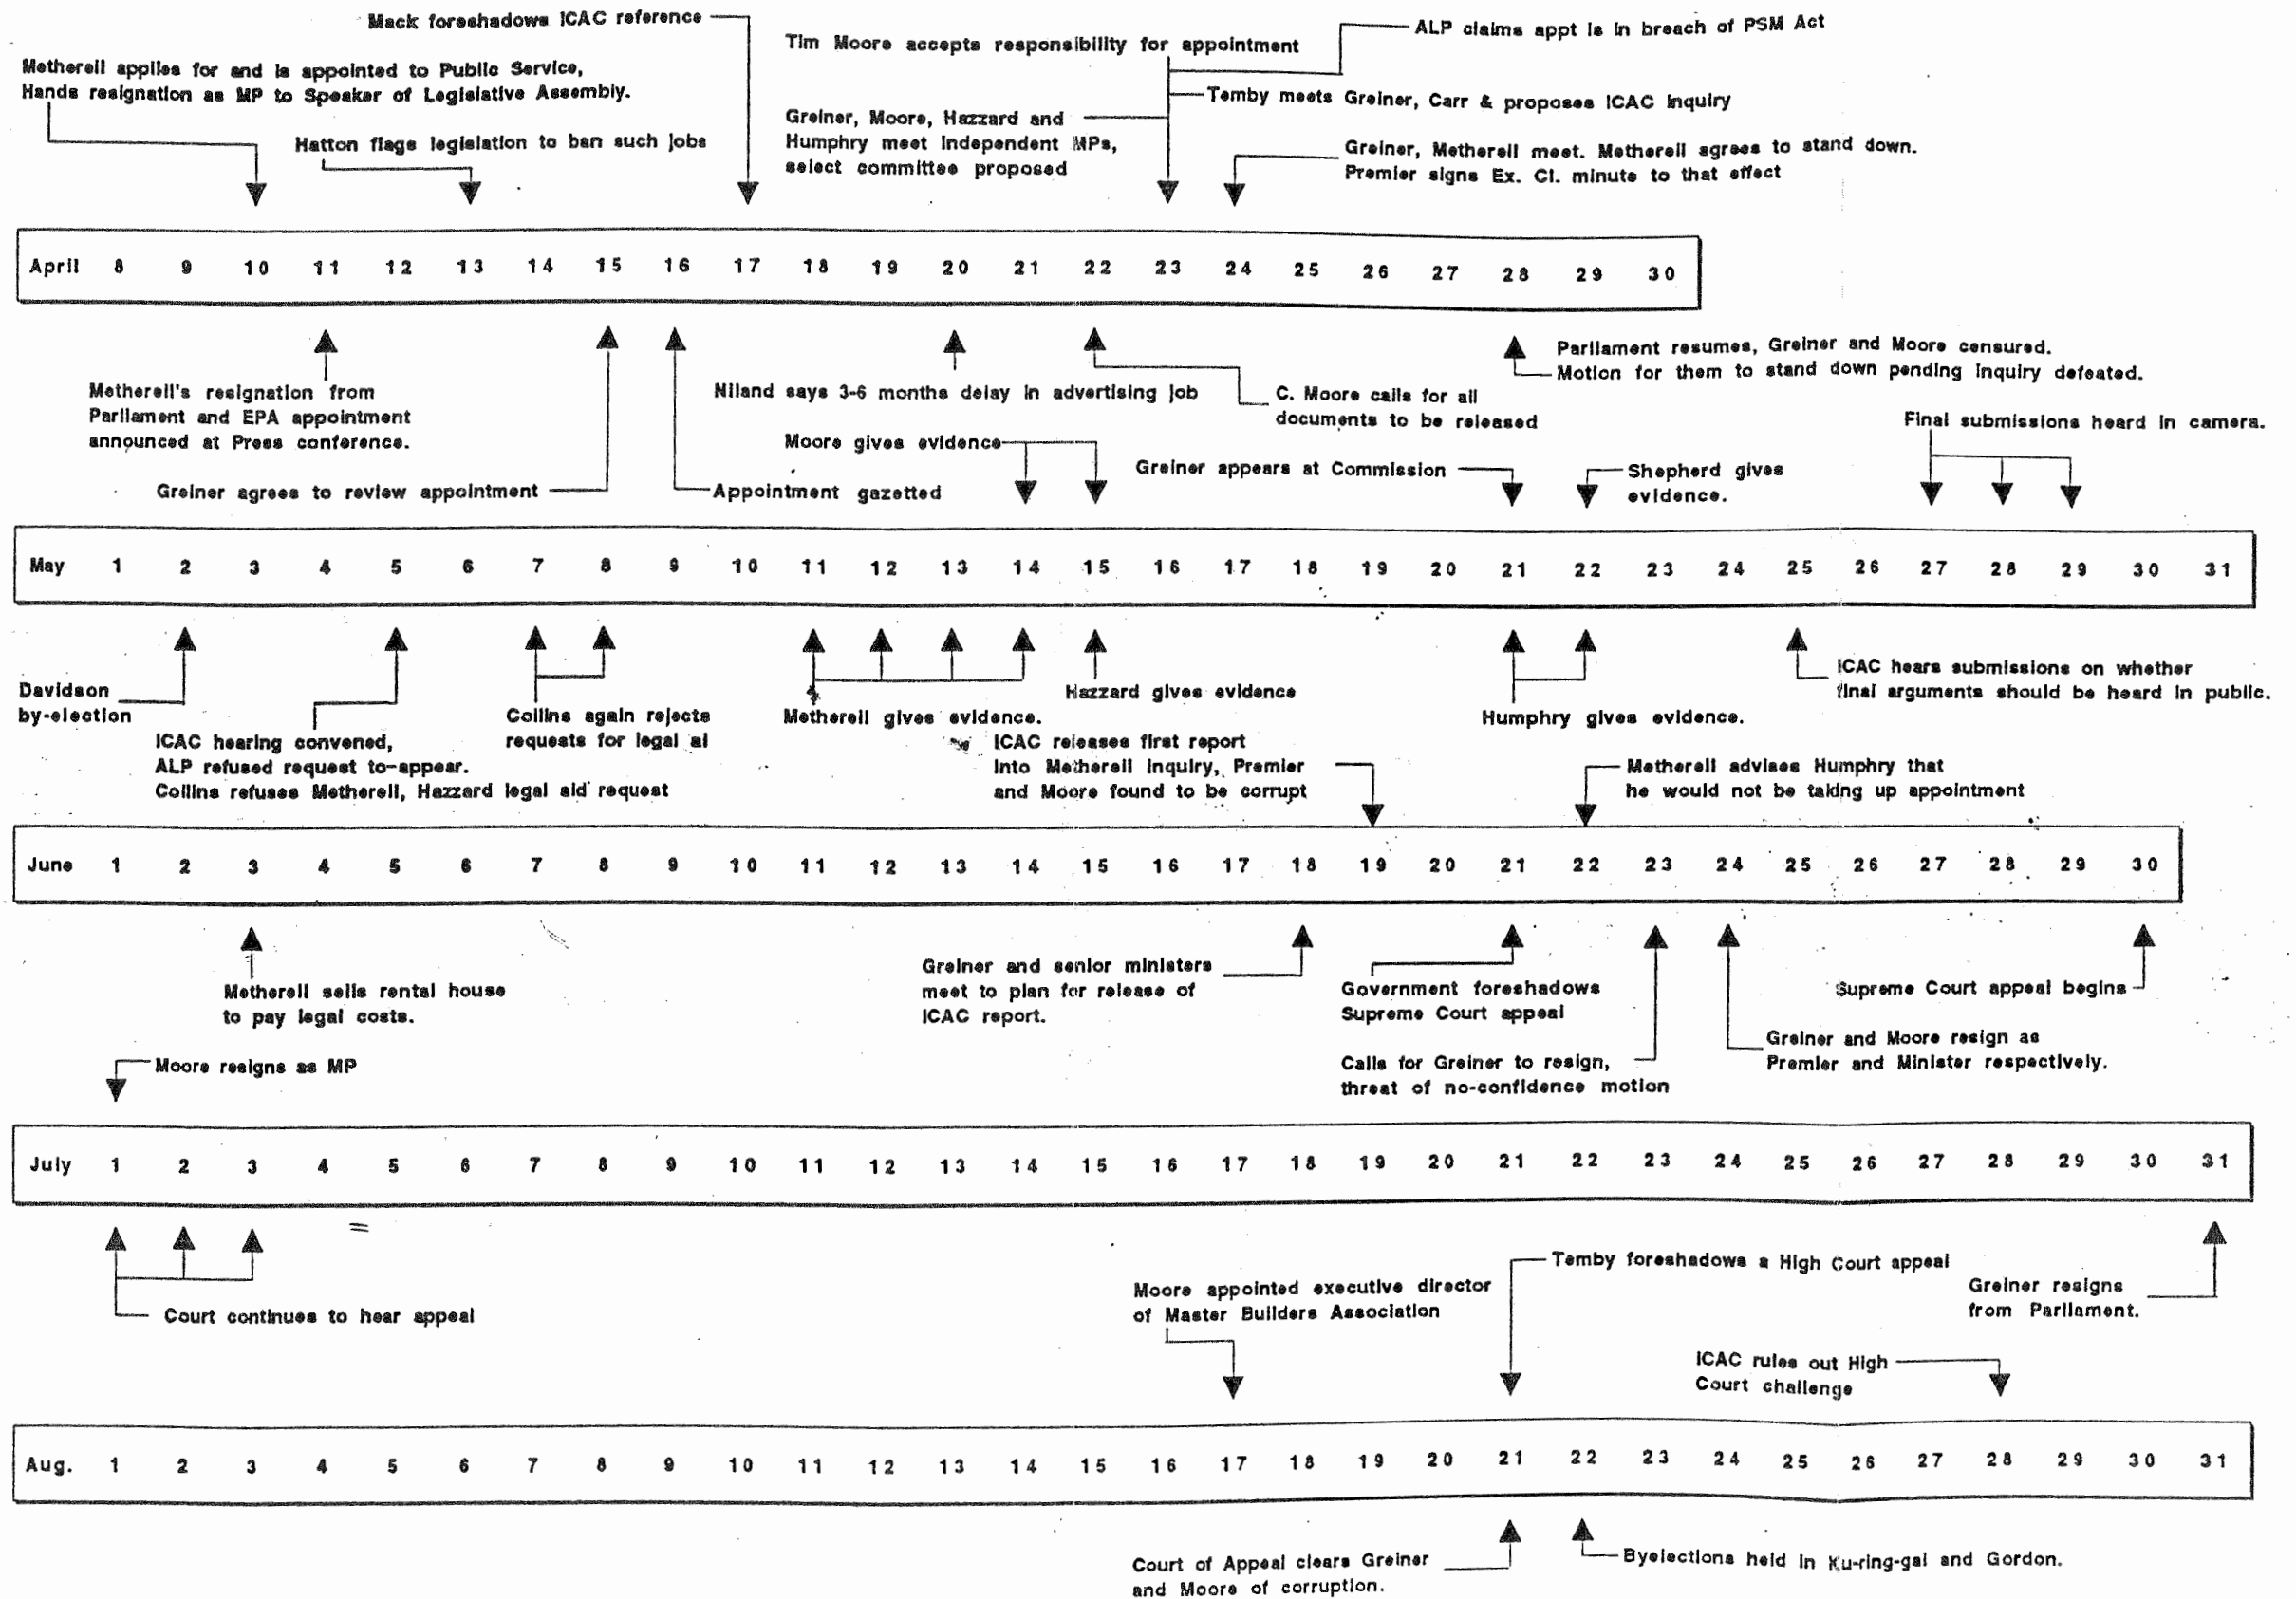 Mack foreshadows ICAC reference
Metherell applies for and is appointed to Public Service,
Hands resignation as MP to Speaker of Legislative Assembly.
Hatton flags legislation to ban such jobs
Tim Moore accepts responsibility for appointment
ALP claims appt is in breach of PSM Act
Temby meets Greiner, Carr & proposes ICAC Inquiry
Greiner, Moore, Hazzard and
Humphry meet Independent MPs,
select committee proposed
Greiner, Metherell meet. Metherell agrees to stand down.
Premier signs Ex. Cl. minute to that effect
April 8 9 10 11 12 13 14 15 16 17 18 19 20 21 22 23 24 25 26 27 28 29 30
Metherell's resignation from
Parliament and EPA appointment
announced at Press conference.
Greiner agrees to review appointment
Appointment gazetted
Niland says 3-6 months delay in advertising job
C. Moore calls for all
documents to be released
Parliament resumes, Greiner and Moore censured.
Motion for them to stand down pending inquiry defeated.
Moore gives evidence
Greiner appears at Commission
Shepherd gives
evidence.
Final submissions heard in camera.
May 1 2 3 4 5 6 7 8 9 10 11 12 13 14 15 16 17 18 19 20 21 22 23 24 25 26 27 28 29 30 31
Davidson
by-election
ICAC hearing convened,
ALP refused request to-appear.
Collins refuses Metherell, Hazzard legal aid request
Collins again rejects
requests for legal ai
Metherell gives evidence.
Hazzard gives evidence
Humphry gives evidence.
ICAC hears submissions on whether
final arguments should be heard in public.
ICAC releases first report
into Metherell Inquiry, Premier
and Moore found to be corrupt
Metherell advises Humphry that
he would not be taking up appointment
June 1 2 3 4 5 6 7 8 9 10 11 12 13 14 15 16 17 18 19 20 21 22 23 24 25 26 27 28 29 30
Metherell sells rental house
to pay legal costs.
Greiner and senior ministers
meet to plan for release of
ICAC report.
Government foreshadows
Supreme Court appeal
Calls for Greiner to resign,
threat of no-confidence motion
Supreme Court appeal begins
Greiner and Moore resign as
Premier and Minister respectively.
Moore resigns as MP
July 1 2 3 4 5 6 7 8 9 10 11 12 13 14 15 16 17 18 19 20 21 22 23 24 25 26 27 28 29 30 31
Court continues to hear appeal
Greiner resigns
from Parliament.
Moore appointed executive director
of Master Builders Association
Temby foreshadows a High Court appeal
ICAC rules out High
Court challenge
Aug. 1 2 3 4 5 6 7 8 9 10 11 12 13 14 15 16 17 18 19 20 21 22 23 24 25 26 27 28 29 30 31
Court of Appeal clears Greiner
and Moore of corruption.
Byelections held in Ku-ring-gai and Gordon.